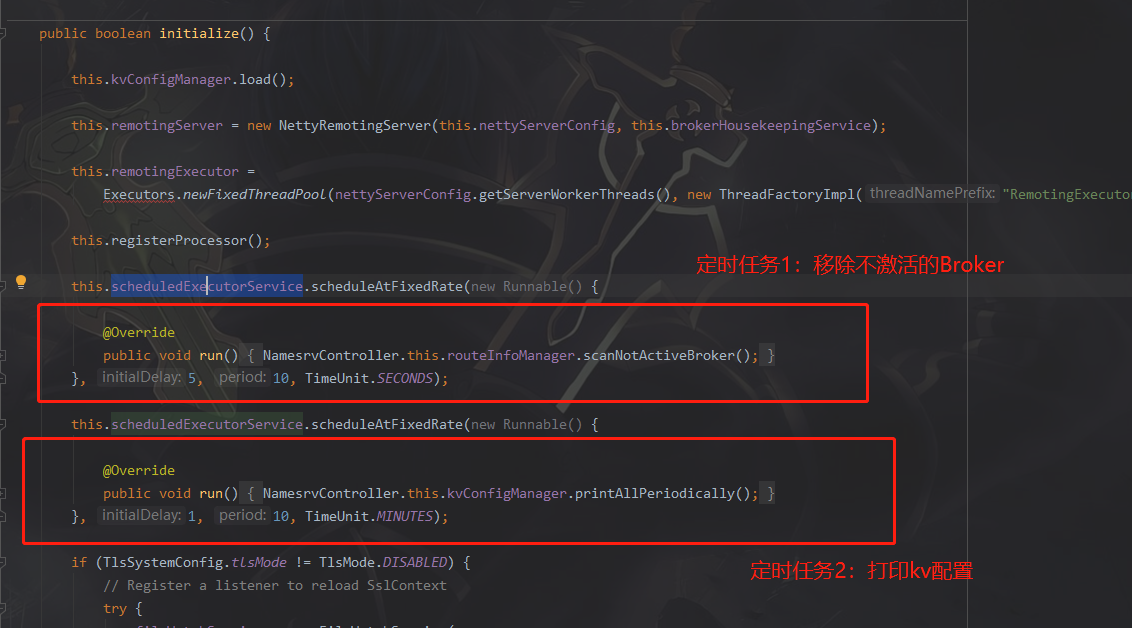 public boolean initialize() {
this.kvConfigManager.load();
this.remotingServer = new NettyRemotingServer(this.nettyServerConfig, this.brokerHousekeepingService);
this.remotingExecutor =
Executors.newFixedThreadPool(nettyServerConfig.getServerWorkerThreads(), new ThreadFactoryImpl( threadNamePrefix: "RemotingExecutor
this.registerProcessor();
定时任务1：移除不激活的Broker
this.scheduledExecutorService.scheduleAtFixedRate(new Runnable() {
@Override
public void run() { NamesrvController.this.routeInfoManager.scanNotActiveBroker(); }
}, initialDelay: 5, period: 10, TimeUnit.SECONDS);
this.scheduledExecutorService.scheduleAtFixedRate(new Runnable() {
@Override
public void run() { NamesrvController.this.kvConfigManager.printAllPeriodically(); }
}, initialDelay: 1, period: 10, TimeUnit.MINUTES);
if (TlsSystemConfig.tlsMode != TlsMode.DISABLED) {
定时任务2：打印kv配置
// Register a listener to reload SslContext
try {